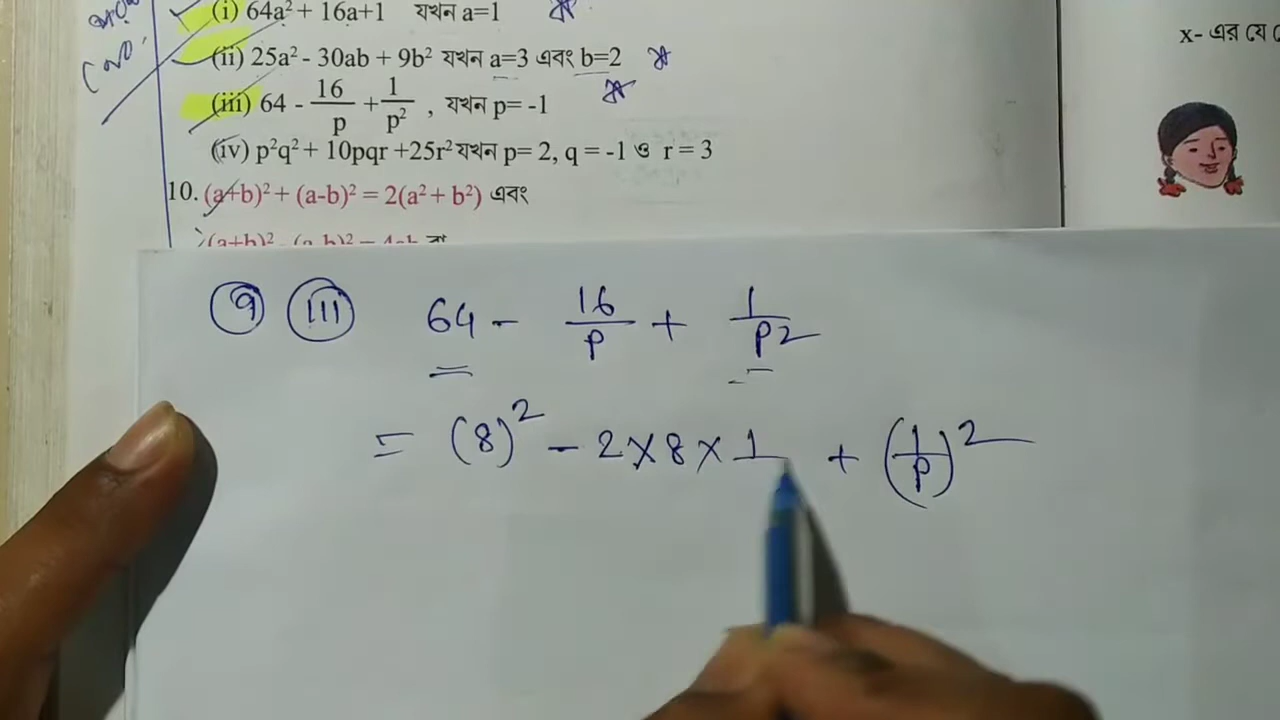 (i) 64a² + 16a+1 যখন a=1
(ii) 25a² - 30ab + 9b² যখন a=3 এবং b=2
(iii) 64 - 16/p + 1/p² , যখন p= -1
(iv) p²q² + 10pqr +25r² যখন p= 2, q = -1 ও r = 3
10. (a+b)² + (a-b)² = 2(a² + b²) এবং
x- এর যে
৭ (iii) 64 - 16/p + 1/p2
= (8)² - 2×8×1 + (1/p)²